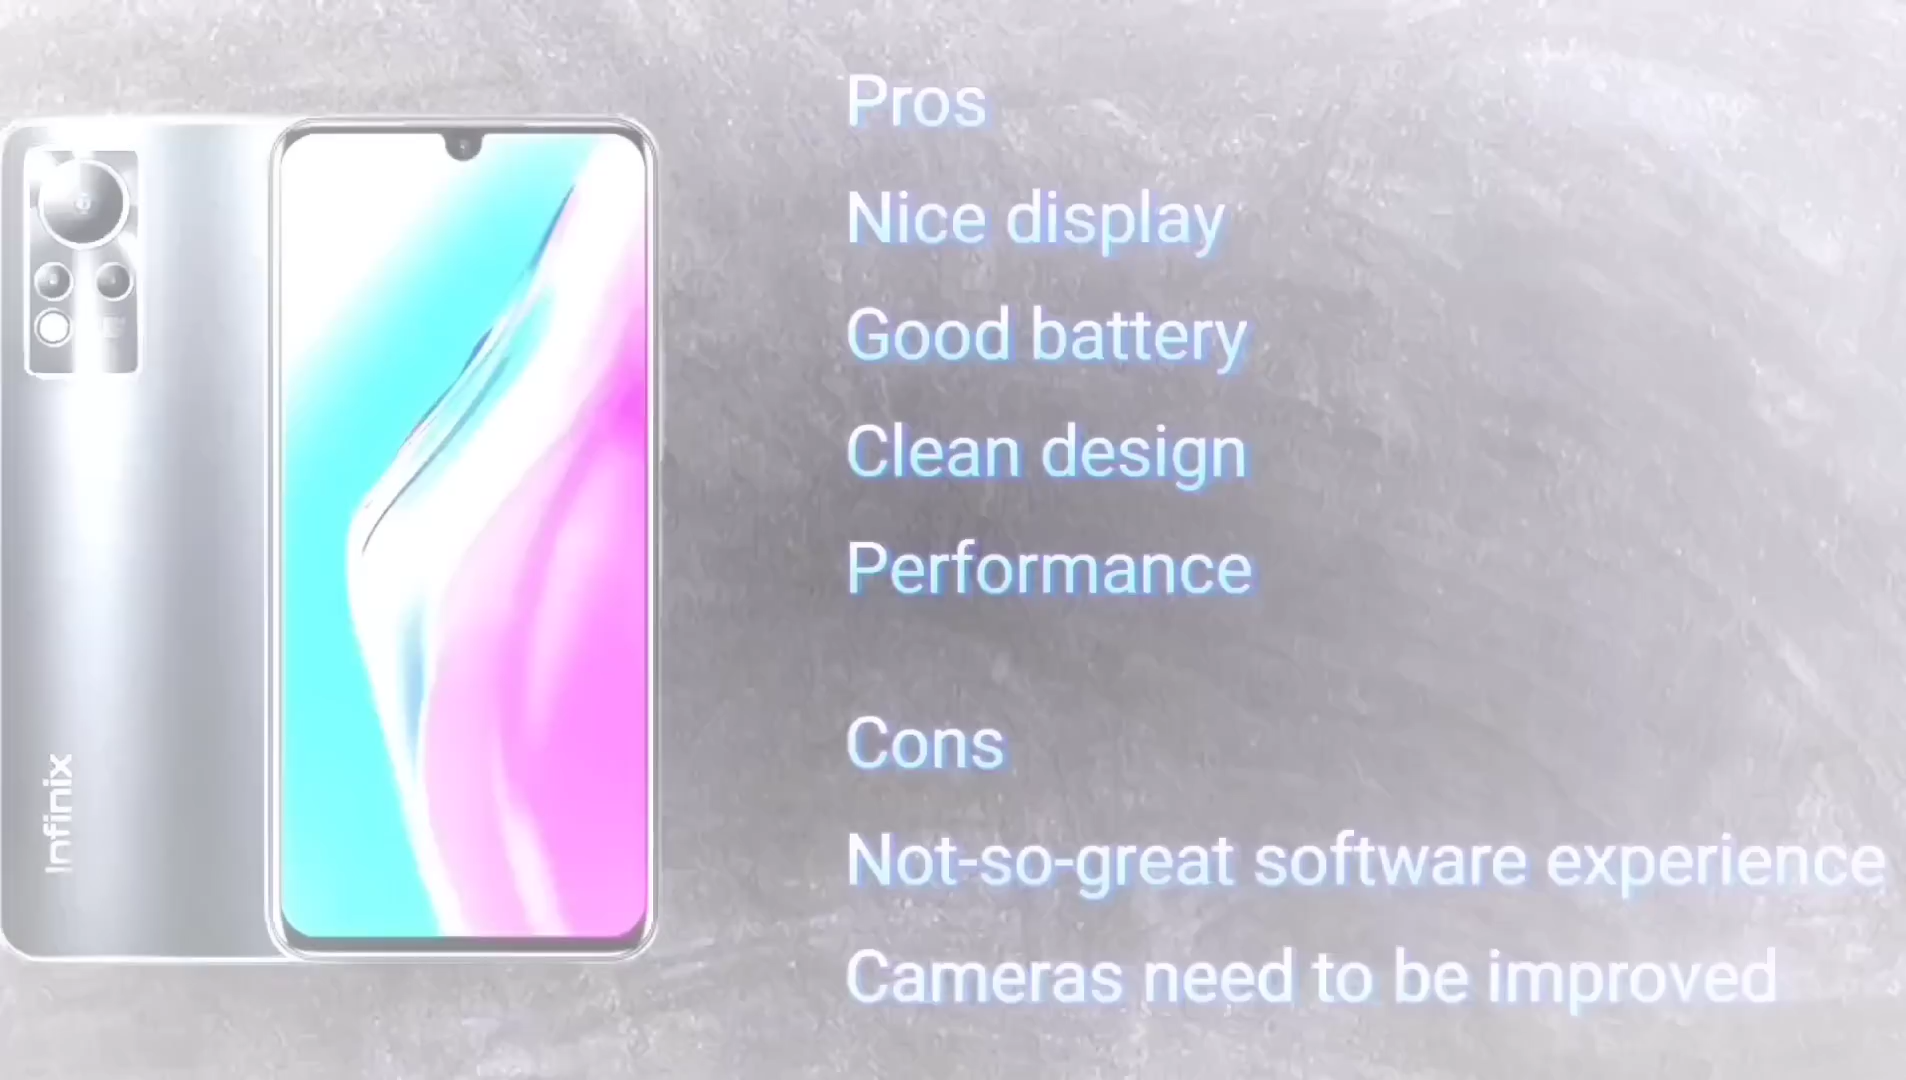 Infinix
Pros
Nice display
Good battery
Clean design
Performance
Cons
Not-so-great software experience
Cameras need to be improved